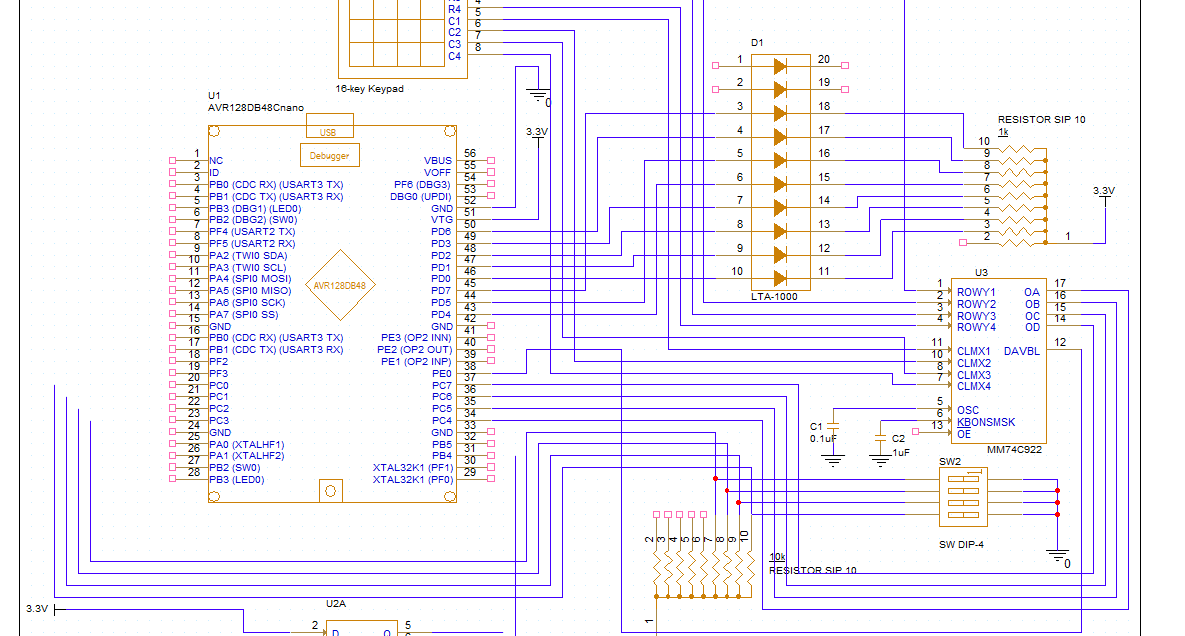 R4 5
C1 6
C2 7
C3 8
C4
16-key Keypad
0
U1
AVR128DB48Cnano
USB
Debugger
AVR128DB48
1 NC
2 ID
3 PB0 (CDC RX) (USART3 TX)
4 PB1 (CDC TX) (USART3 RX)
5 PB3 (DBG1) (LED0)
6 PB2 (DBG2) (SW0)
7 PF4 (USART2 TX)
8 PF5 (USART2 RX)
9 PA2 (TWI0 SDA)
10 PA3 (TWI0 SCL)
11 PA4 (SPI0 MOSI)
12 PA5 (SPI0 MISO)
13 PA6 (SPI0 SCK)
14 PA7 (SPI0 SS)
15 GND
16 PB0 (CDC RX) (USART3 TX)
17 PB1 (CDC TX) (USART3 RX)
18 PF2
19 PF3
20 PC0
21 PC1
22 PC2
23 PC3
24 GND
25 PA0 (XTALHF1)
26 PA1 (XTALHF2)
27 PB2 (SW0)
28 PB3 (LED0)
VBUS 56
VOFF 55
PF6 (DBG3) 54
DBG0 (UPDI) 53
GND 52
VTG 51
PD6 50
PD3 49
PD2 48
PD1 47
PD0 46
PD7 45
PD5 44
PD4 43
GND 42
PE3 (OP2 INN) 41
PE2 (OP2 OUT) 40
PE1 (OP2 INP) 39
PE0 38
PC7 37
PC6 36
PC5 35
PC4 34
GND 33
PB5 32
PB4 31
XTAL32K1 (PF1) 30
XTAL32K1 (PF0) 29
3.3V
D1
1 20
2 19
3 18
4 17
5 16
6 15
7 14
8 13
9 12
10 11
LTA-1000
RESISTOR SIP 10
1k
10
9
8
7
6
5
4
3
2 1
3.3V
U3
1 ROWY1 OA 17
2 ROWY2 OB 16
3 ROWY3 OC 15
4 ROWY4 OD 14
11 CLMX1 DAVBL 12
10 CLMX2
8 CLMX3
7 CLMX4
5 OSC
6 KBONSMSK
13 OE
MM74C922
C1
0.1uF
C2
1uF
SW2
SW DIP-4
0
2 3 4 5 6 7 8 9 10
10k
RESISTOR SIP 10
1
3.3V
U2A
2 D Q 5